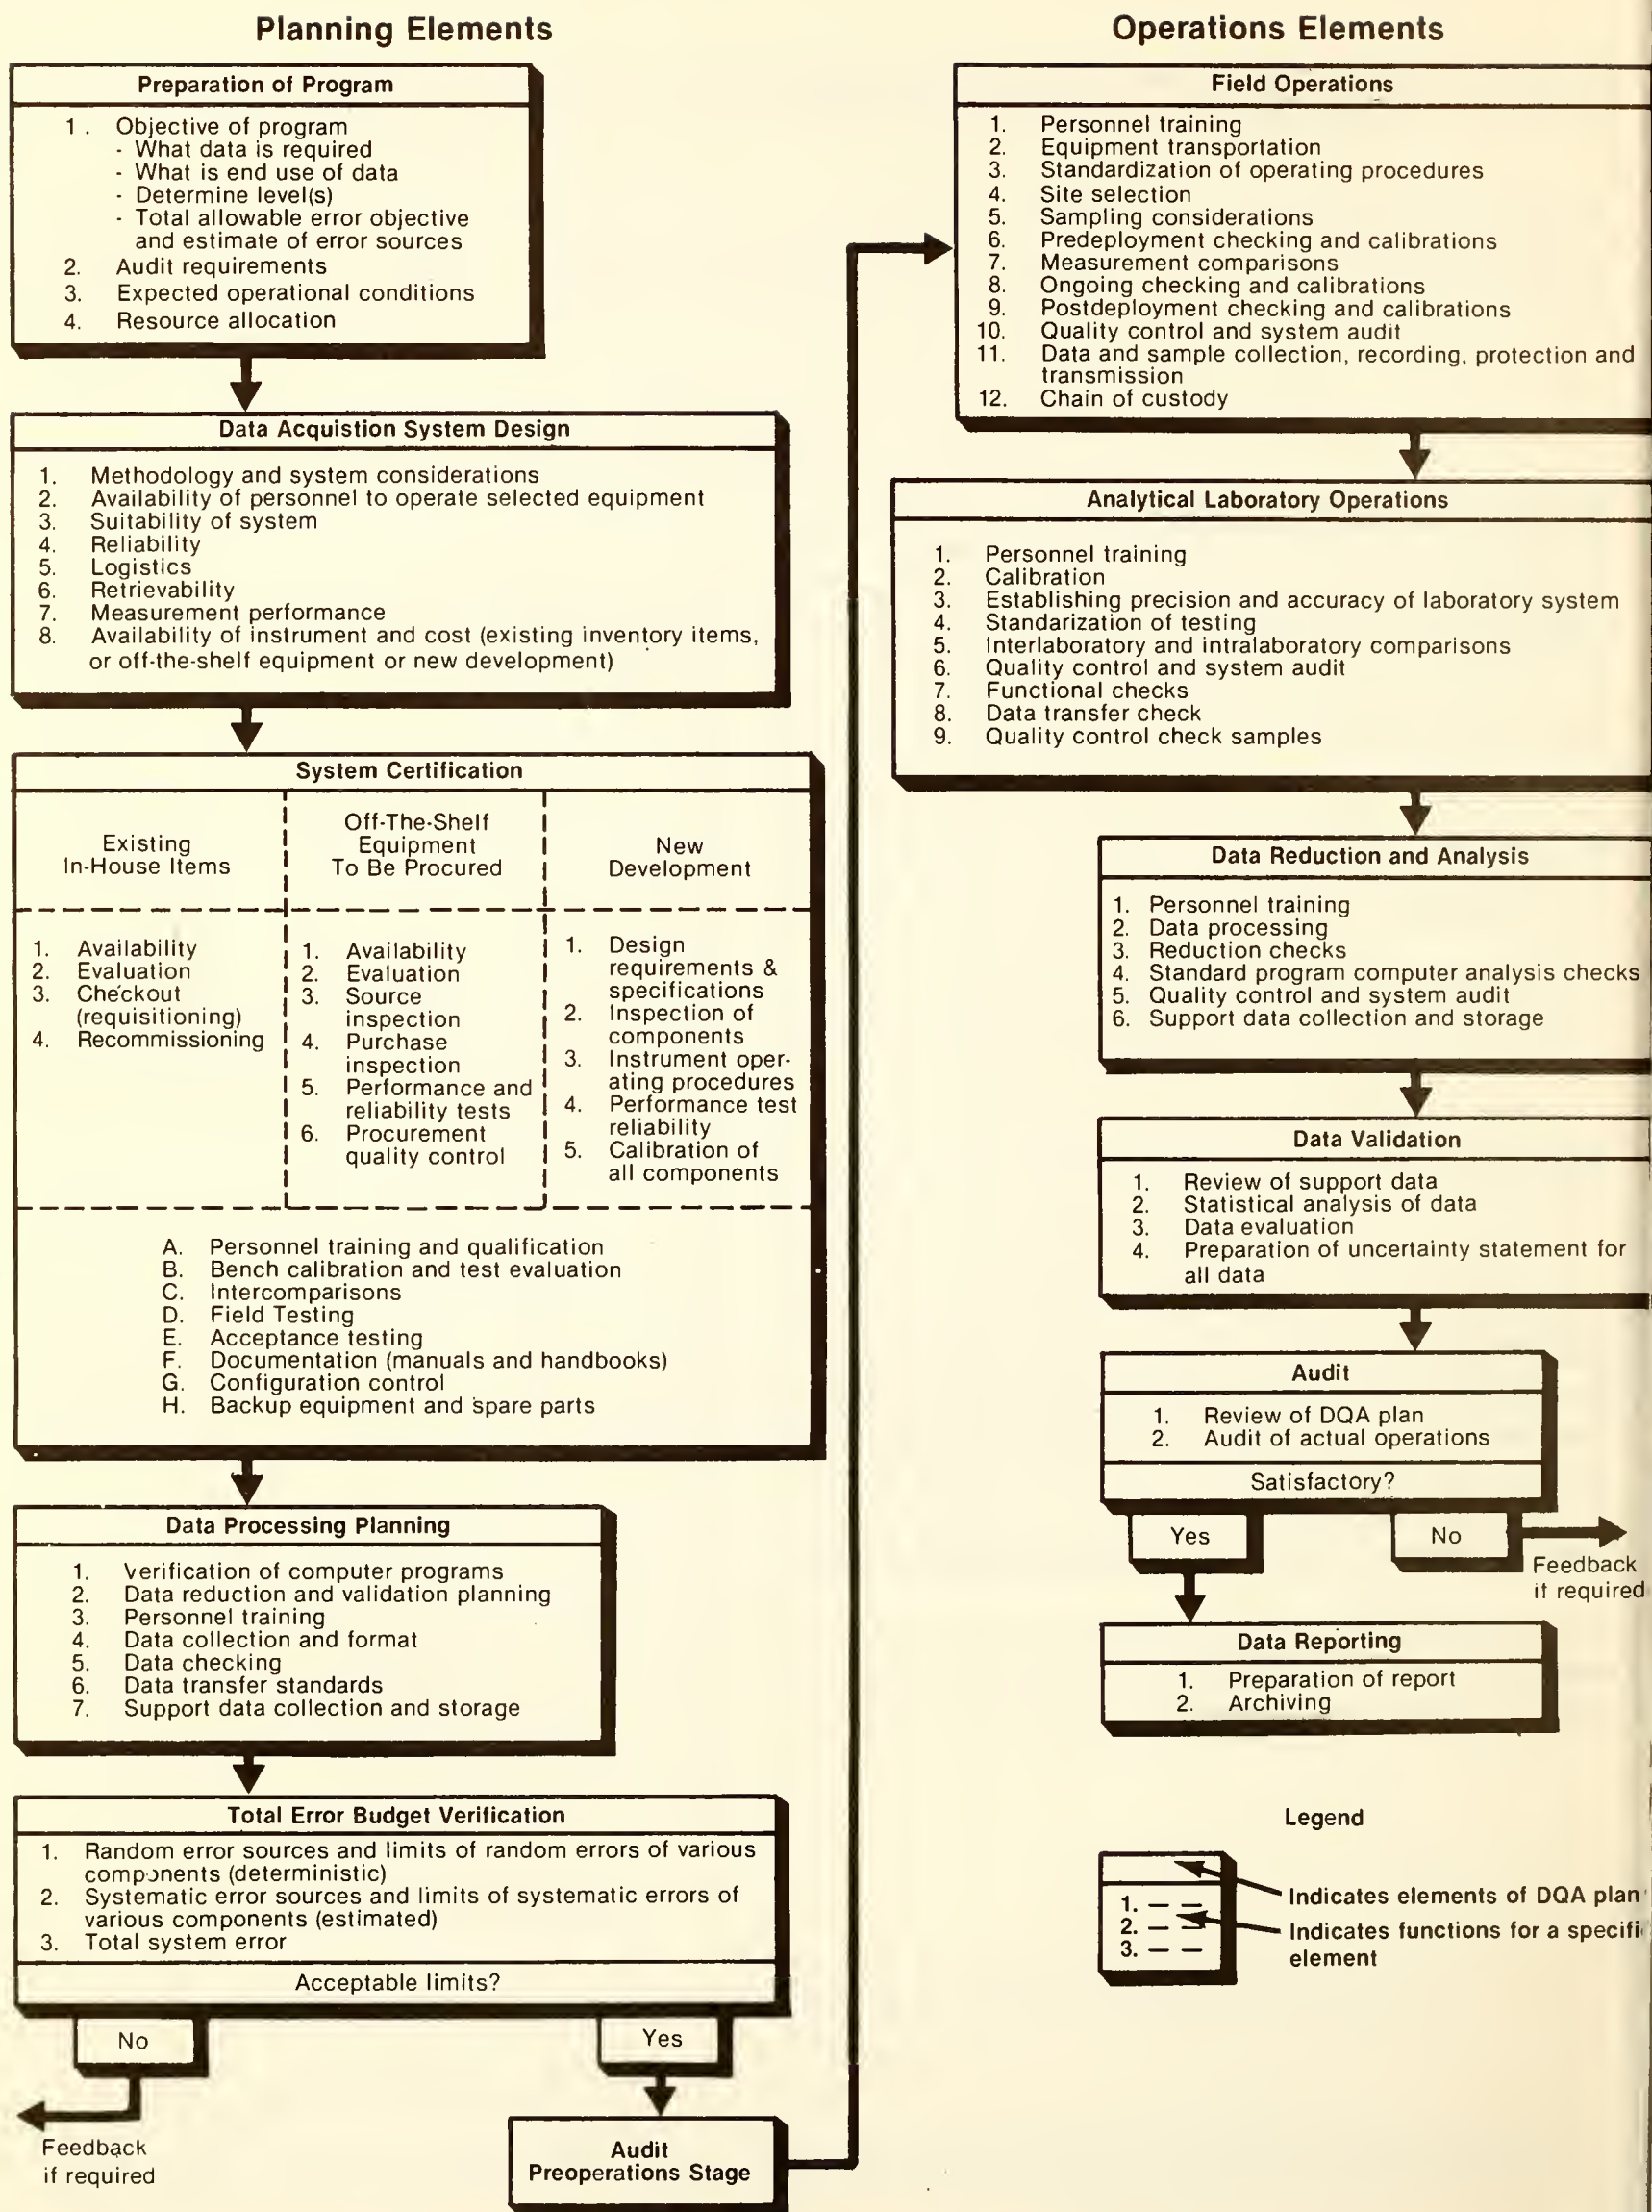 Planning Elements
Preparation of Program
1. Objective of program
- What data is required
- What is end use of data
- Determine level(s)
- Total allowable error objective
and estimate of error sources
2. Audit requirements
3. Expected operational conditions
4. Resource allocation
Data Acquistion System Design
1. Methodology and system considerations
2. Availability of personnel to operate selected equipment
3. Suitability of system
4. Reliability
5. Logistics
6. Retrievability
7. Measurement performance
8. Availability of instrument and cost (existing inventory items,
or off-the-shelf equipment or new development)
System Certification
Existing
In-House Items
1. Availability
2. Evaluation
3. Checkout
(requisitioning)
4. Recommissioning
Off-The-Shelf
Equipment
To Be Procured
1. Availability
2. Evaluation
3. Source
inspection
4. Purchase
inspection
5. Performance and
reliability tests
6. Procurement
quality control
New
Development
1. Design
requirements &
specifications
2. Inspection of
components
3. Instrument oper-
ating procedures
4. Performance test
reliability
5. Calibration of
all components
A. Personnel training and qualification
B. Bench calibration and test evaluation
C. Intercomparisons
D. Field Testing
E. Acceptance testing
F. Documentation (manuals and handbooks)
G. Configuration control
H. Backup equipment and spare parts
Data Processing Planning
1. Verification of computer programs
2. Data reduction and validation planning
3. Personnel training
4. Data collection and format
5. Data checking
6. Data transfer standards
7. Support data collection and storage
Total Error Budget Verification
1. Random error sources and limits of random errors of various
components (deterministic)
2. Systematic error sources and limits of systematic errors of
various components (estimated)
3. Total system error
Acceptable limits?
No
Yes
Feedback
if required
Audit
Preoperations Stage
Operations Elements
Field Operations
1. Personnel training
2. Equipment transportation
3. Standardization of operating procedures
4. Site selection
5. Sampling considerations
6. Predeployment checking and calibrations
7. Measurement comparisons
8. Ongoing checking and calibrations
9. Postdeployment checking and calibrations
10. Quality control and system audit
11. Data and sample collection, recording, protection and
transmission
12. Chain of custody
Analytical Laboratory Operations
1. Personnel training
2. Calibration
3. Establishing precision and accuracy of laboratory system
4. Standarization of testing
5. Interlaboratory and intralaboratory comparisons
6. Quality control and system audit
7. Functional checks
8. Data transfer check
9. Quality control check samples
Data Reduction and Analysis
1. Personnel training
2. Data processing
3. Reduction checks
4. Standard program computer analysis checks
5. Quality control and system audit
6. Support data collection and storage
Data Validation
1. Review of support data
2. Statistical analysis of data
3. Data evaluation
4. Preparation of uncertainty statement for
all data
Audit
1. Review of DQA plan
2. Audit of actual operations
Satisfactory?
Yes
No
Feedback
if required
Data Reporting
1. Preparation of report
2. Archiving
Legend
1. — —
2. — —
3. — —
Indicates elements of DQA plan
Indicates functions for a specifi
element